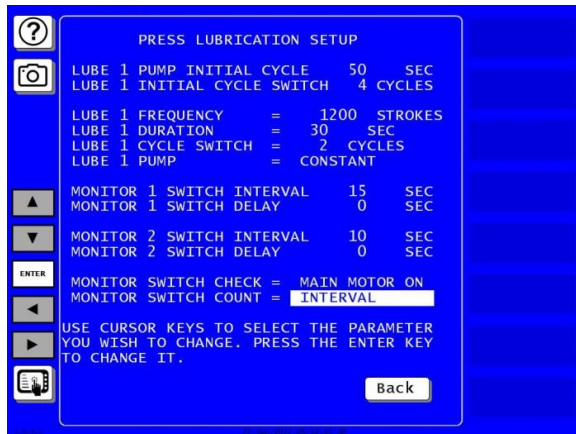 ?
PRESS LUBRICATION SETUP
LUBE 1 PUMP INITIAL CYCLE 50 SEC
LUBE 1 INITIAL CYCLE SWITCH 4 CYCLES
LUBE 1 FREQUENCY = 1200 STROKES
LUBE 1 DURATION = 30 SEC
LUBE 1 CYCLE SWITCH = 2 CYCLES
LUBE 1 PUMP = CONSTANT
MONITOR 1 SWITCH INTERVAL 15 SEC
MONITOR 1 SWITCH DELAY 0 SEC
MONITOR 2 SWITCH INTERVAL 10 SEC
MONITOR 2 SWITCH DELAY 0 SEC
ENTER
MONITOR SWITCH CHECK = MAIN MOTOR ON
MONITOR SWITCH COUNT = INTERVAL
USE CURSOR KEYS TO SELECT THE PARAMETER
YOU WISH TO CHANGE. PRESS THE ENTER KEY
TO CHANGE IT.
Back